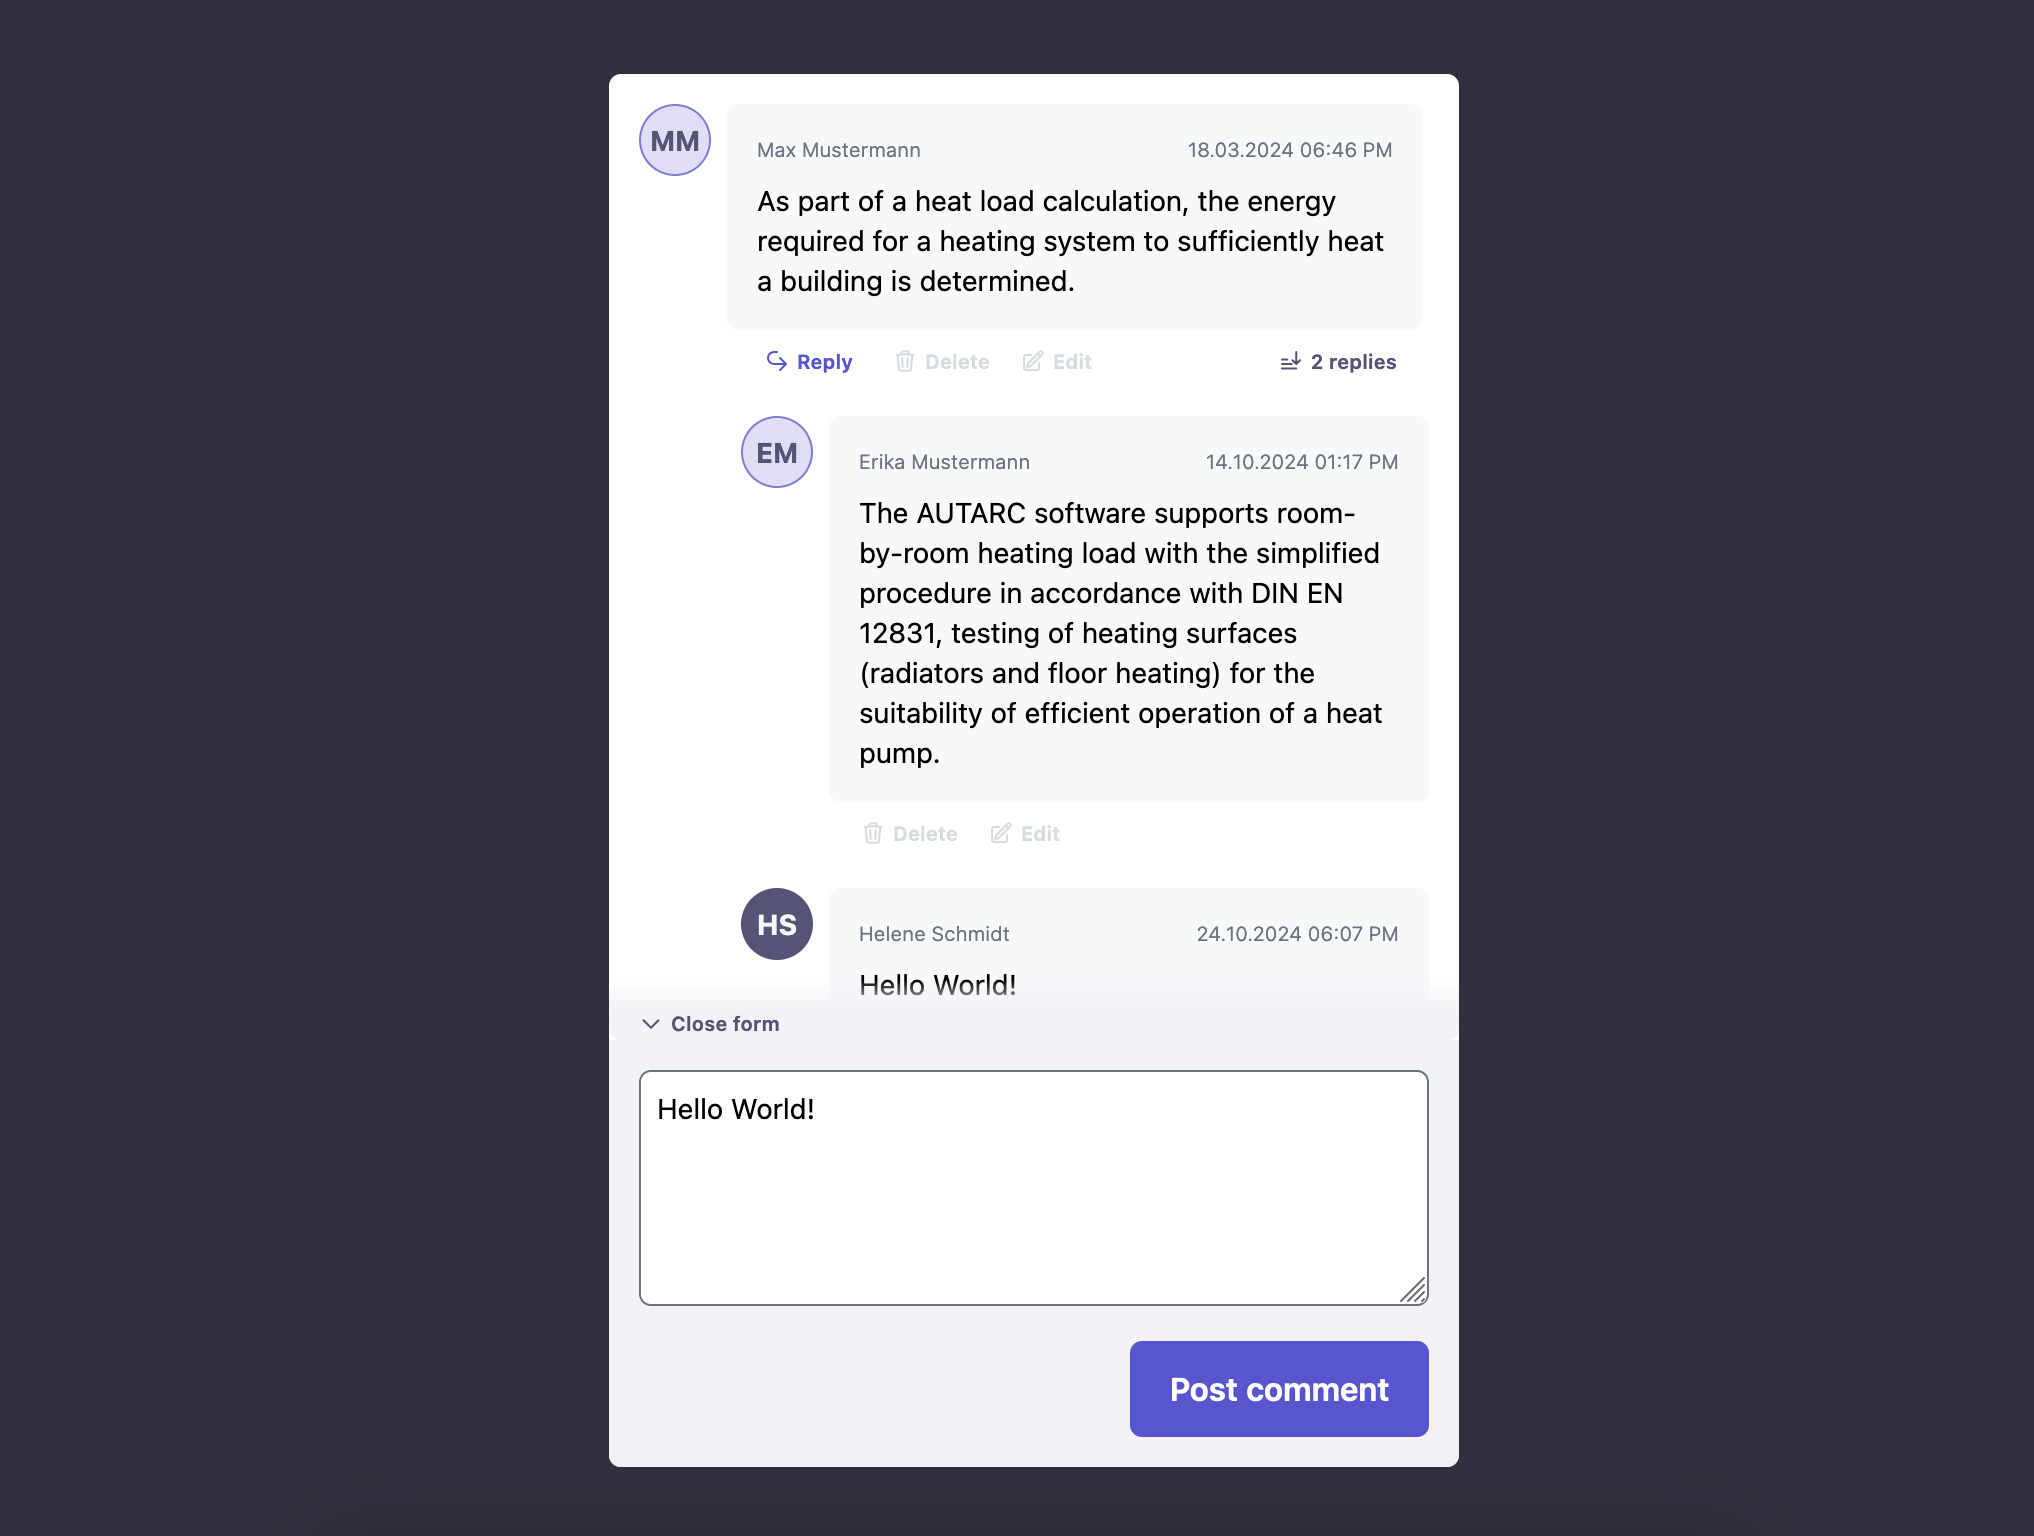 MM
Max Mustermann 18.03.2024 06:46 PM
As part of a heat load calculation, the energy
required for a heating system to sufficiently heat
a building is determined.
Reply Delete Edit 2 replies
EM
Erika Mustermann 14.10.2024 01:17 PM
The AUTARC software supports room-
by-room heating load with the simplified
procedure in accordance with DIN EN
12831, testing of heating surfaces
(radiators and floor heating) for the
suitability of efficient operation of a heat
pump.
Delete Edit
HS
Helene Schmidt 24.10.2024 06:07 PM
Hello World!
Close form
Hello World!
Post comment